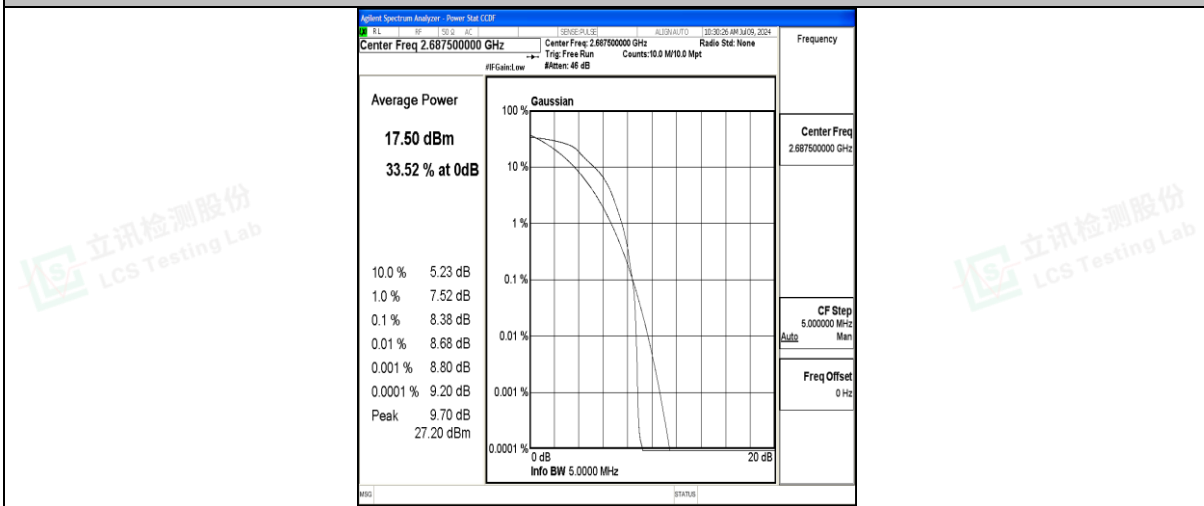 Agilent Spectrum Analyzer - Power Stat CCDF
RL RF 50 Ω AC SENSE:PULSE ALIGN AUTO 10:30:26 AM Jul 09, 2024
Center Freq 2.687500000 GHz
Center Freq: 2.687500000 GHz Radio Std: None
Trig: Free Run Counts:10.0 M/10.0 Mpt
#IFGain:Low #Atten: 46 dB
Frequency
Average Power
17.50 dBm
33.52 % at 0dB
10.0 % 5.23 dB
1.0 % 7.52 dB
0.1 % 8.38 dB
0.01 % 8.68 dB
0.001 % 8.80 dB
0.0001 % 9.20 dB
Peak 9.70 dB
27.20 dBm
Gaussian
100 %
10 %
1 %
0.1 %
0.01 %
0.001 %
0.0001 %
0 dB 20 dB
Info BW 5.0000 MHz
Center Freq
2.687500000 GHz
CF Step
5.000000 MHz
Auto Man
Freq Offset
0 Hz
MSG STATUS
立讯检测股份
LCS Testing Lab
立讯检测股份
LCS Testing Lab